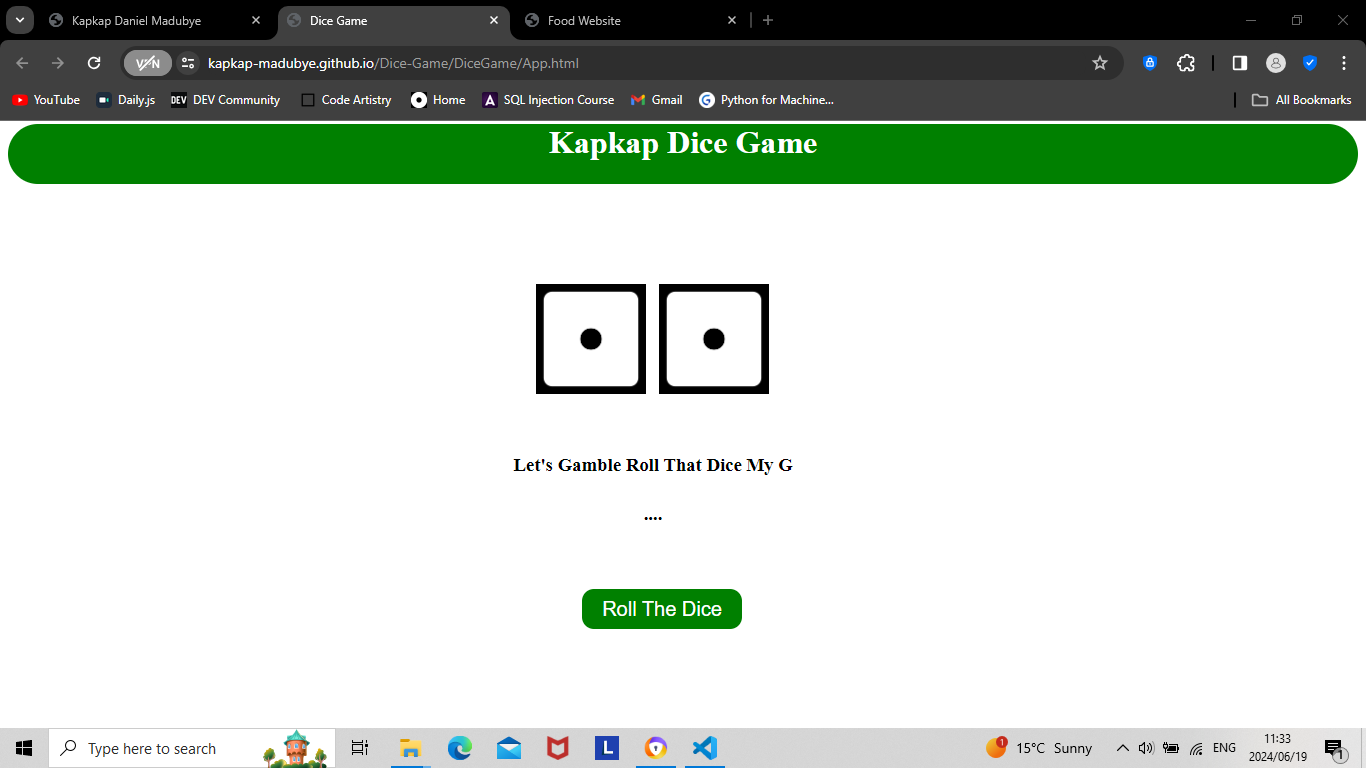 Kapkap Daniel Madubye
Dice Game
Food Website
VPN
kapkap-madubye.github.io/Dice-Game/DiceGame/App.html
YouTube
Daily.js
DEV
DEV Community
Code Artistry
Home
A
SQL Injection Course
Gmail
G
Python for Machine...
All Bookmarks
Kapkap Dice Game
Let's Gamble Roll That Dice My G
....
Roll The Dice
Type here to search
L
1
15°C Sunny
ENG
11:33
2024/06/19
1